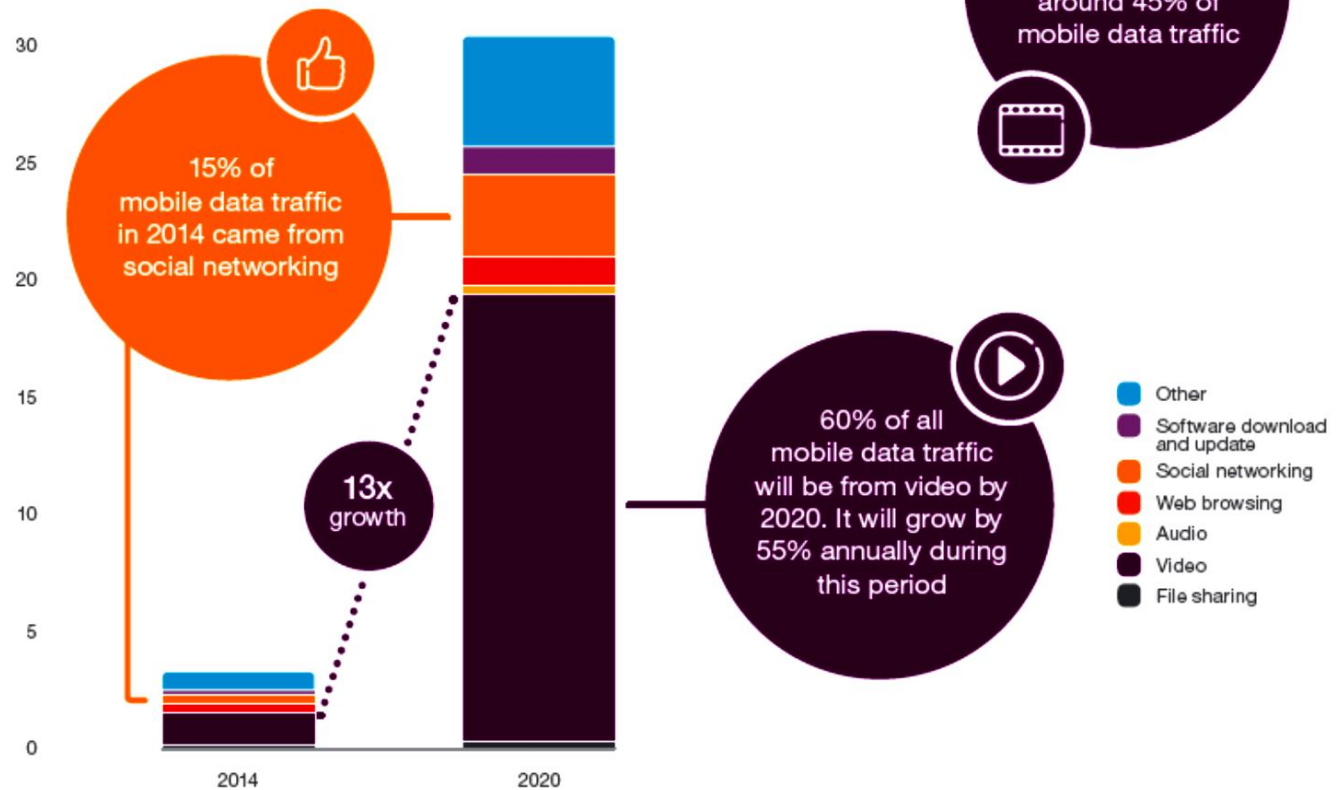 around 45% of
mobile data traffic
30
25
20
15
10
5
0
15% of
mobile data traffic
in 2014 came from
social networking
13x
growth
60% of all
mobile data traffic
will be from video by
2020. It will grow by
55% annually during
this period
Other
Software download
and update
Social networking
Web browsing
Audio
Video
File sharing
2014
2020